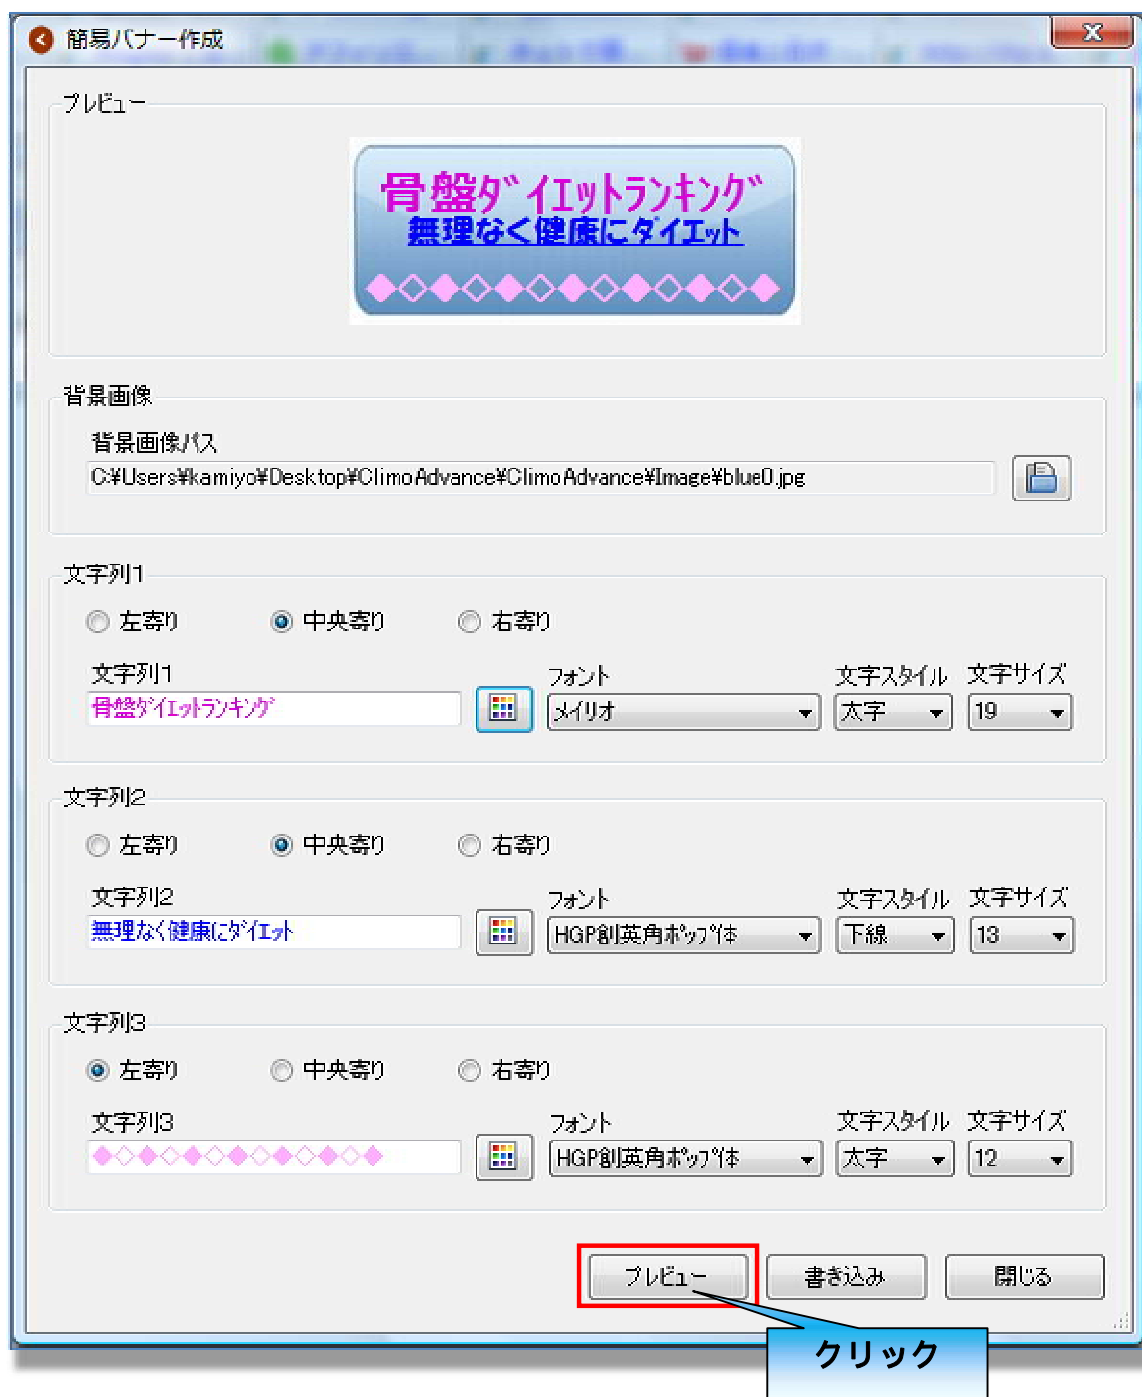 簡易バナー作成
プレビュー
骨盤ダイエットランキング
無理なく健康にダイエット
◆◇◆◇◆◇◆◇◆◇◆◇◆
背景画像
背景画像パス
C:¥Users¥kamiyo¥Desktop¥ClimoAdvance¥ClimoAdvance¥Image¥blue0.jpg
文字列1
左寄り 中央寄り 右寄り
文字列1 フォント 文字スタイル 文字サイズ
骨盤ダイエットランキング メイリオ 太字 19
文字列2
左寄り 中央寄り 右寄り
文字列2 フォント 文字スタイル 文字サイズ
無理なく健康にダイエット HGP創英角ポップ体 下線 13
文字列3
左寄り 中央寄り 右寄り
文字列3 フォント 文字スタイル 文字サイズ
◆◇◆◇◆◇◆◇◆◇◆◇◆ HGP創英角ポップ体 太字 12
プレビュー 書き込み 閉じる
クリック